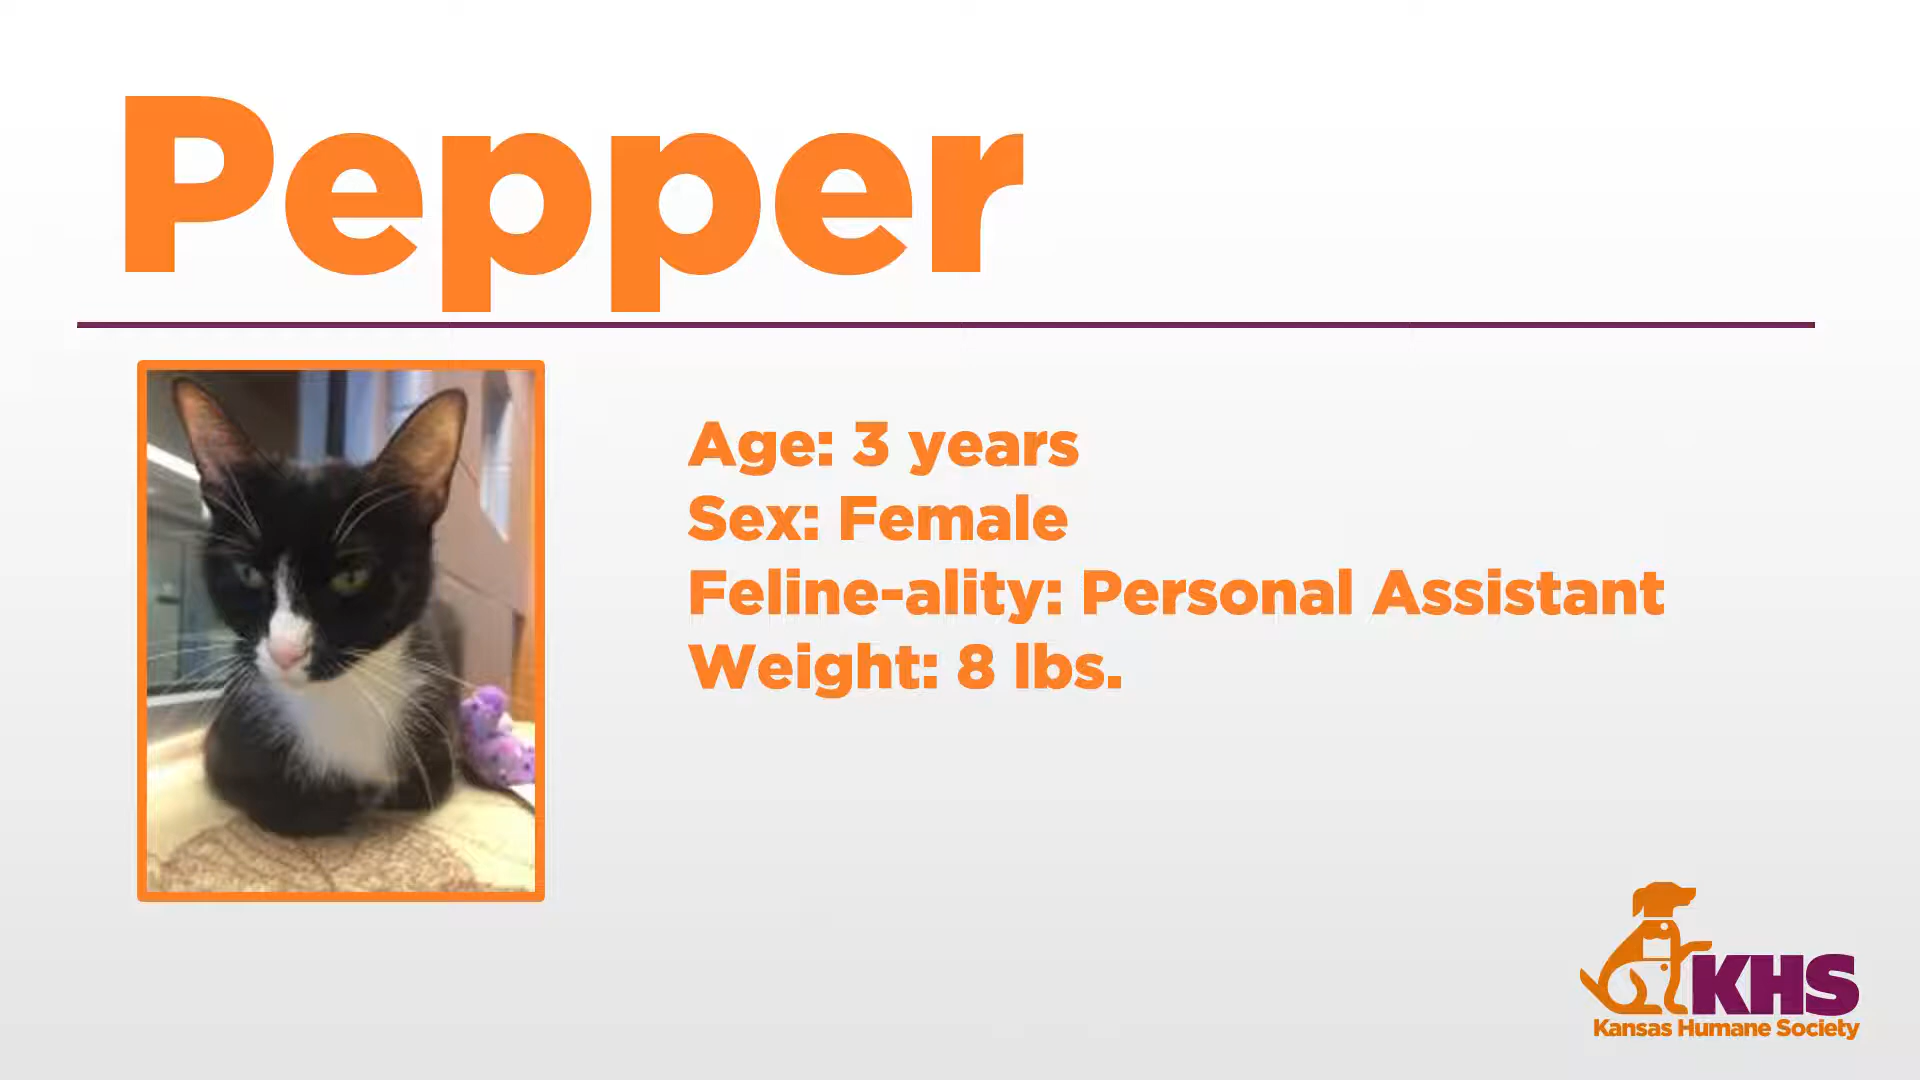 Pepper
Age: 3 years
Sex: Female
Feline-ality: Personal Assistant
Weight: 8 lbs.
KHS
Kansas Humane Society